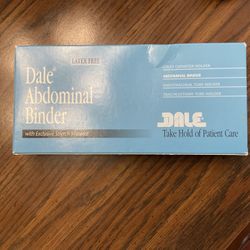 LATEX FREE
Dale®
Abdominal
Binder
with Exclusive Stretch Material
FOLEY CATHETER HOLDER
ABDOMINAL BINDER
ENDOTRACHEAL TUBE HOLDER
TRACHEOSTOMY TUBE HOLDER
DALE
Take Hold of Patient Care